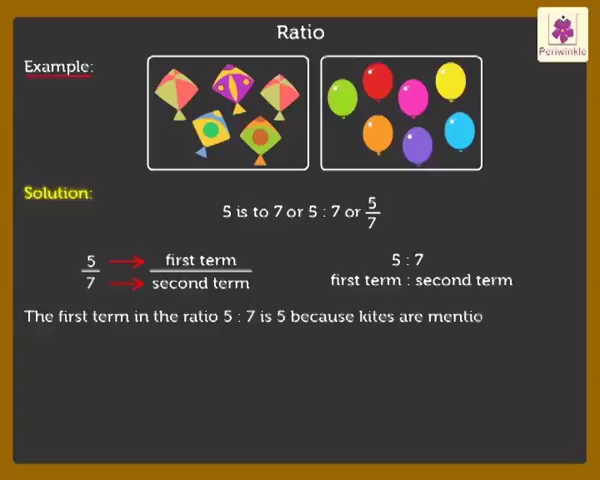 Ratio
Periwinkle
Example:
Solution:
5 is to 7 or 5 : 7 or 5/7
5/7 → first term / second term
5 : 7
first term : second term
The first term in the ratio 5 : 7 is 5 because kites are mentio